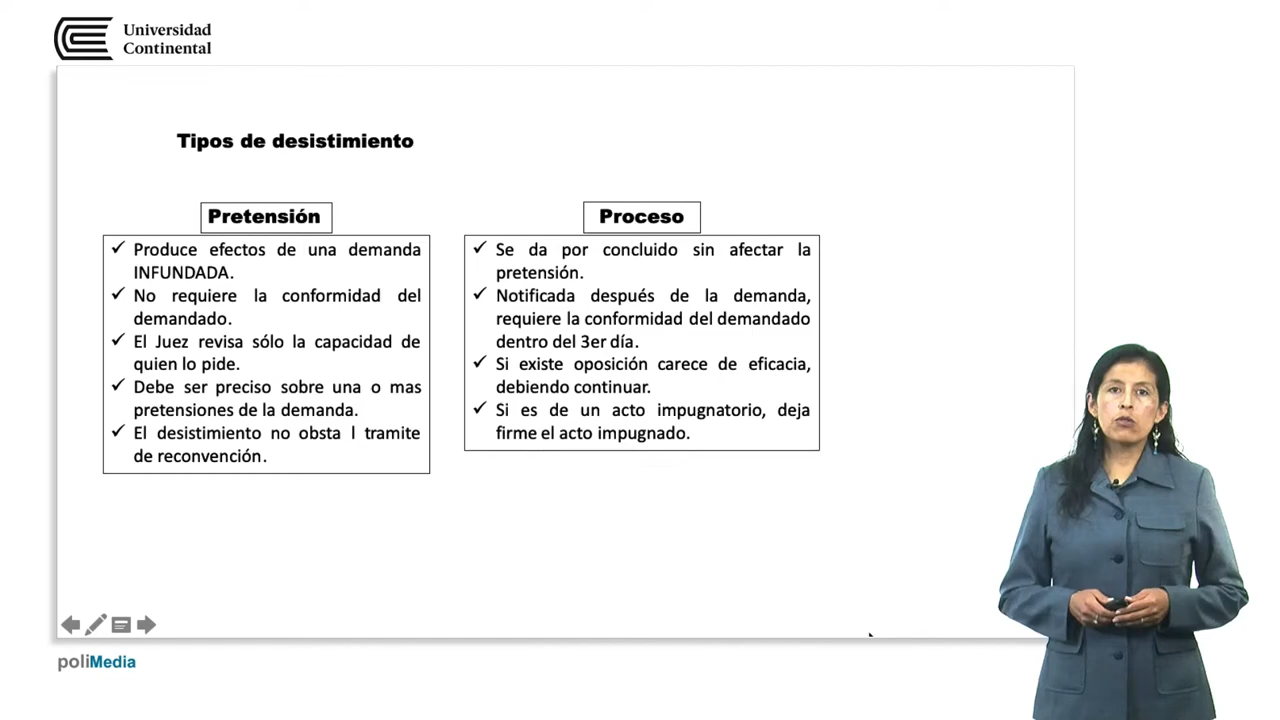 Universidad
Continental
Tipos de desistimiento
Pretensión
✓ Produce efectos de una demanda
INFUNDADA.
✓ No requiere la conformidad del
demandado.
✓ El Juez revisa sólo la capacidad de
quien lo pide.
✓ Debe ser preciso sobre una o mas
pretensiones de la demanda.
✓ El desistimiento no obsta l tramite
de reconvención.
Proceso
✓ Se da por concluido sin afectar la
pretensión.
✓ Notificada después de la demanda,
requiere la conformidad del demandado
dentro del 3er día.
✓ Si existe oposición carece de eficacia,
debiendo continuar.
✓ Si es de un acto impugnatorio, deja
firme el acto impugnado.
poliMedia